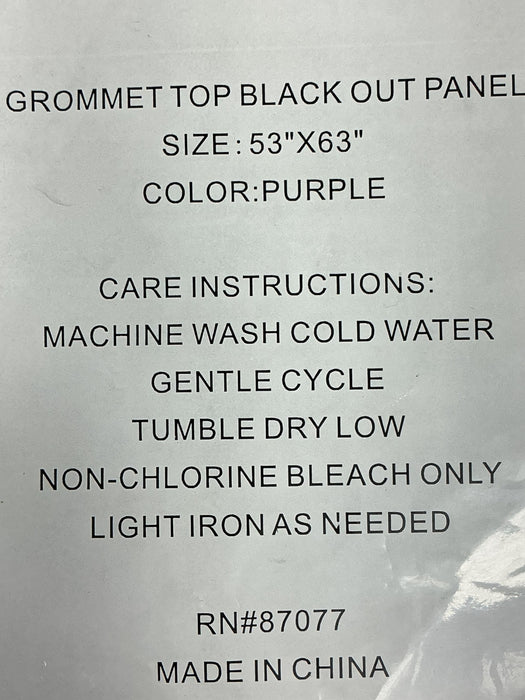 GROMMET TOP BLACK OUT PANEL
SIZE: 53"X63"
COLOR:PURPLE
CARE INSTRUCTIONS:
MACHINE WASH COLD WATER
GENTLE CYCLE
TUMBLE DRY LOW
NON-CHLORINE BLEACH ONLY
LIGHT IRON AS NEEDED
RN#87077
MADE IN CHINA